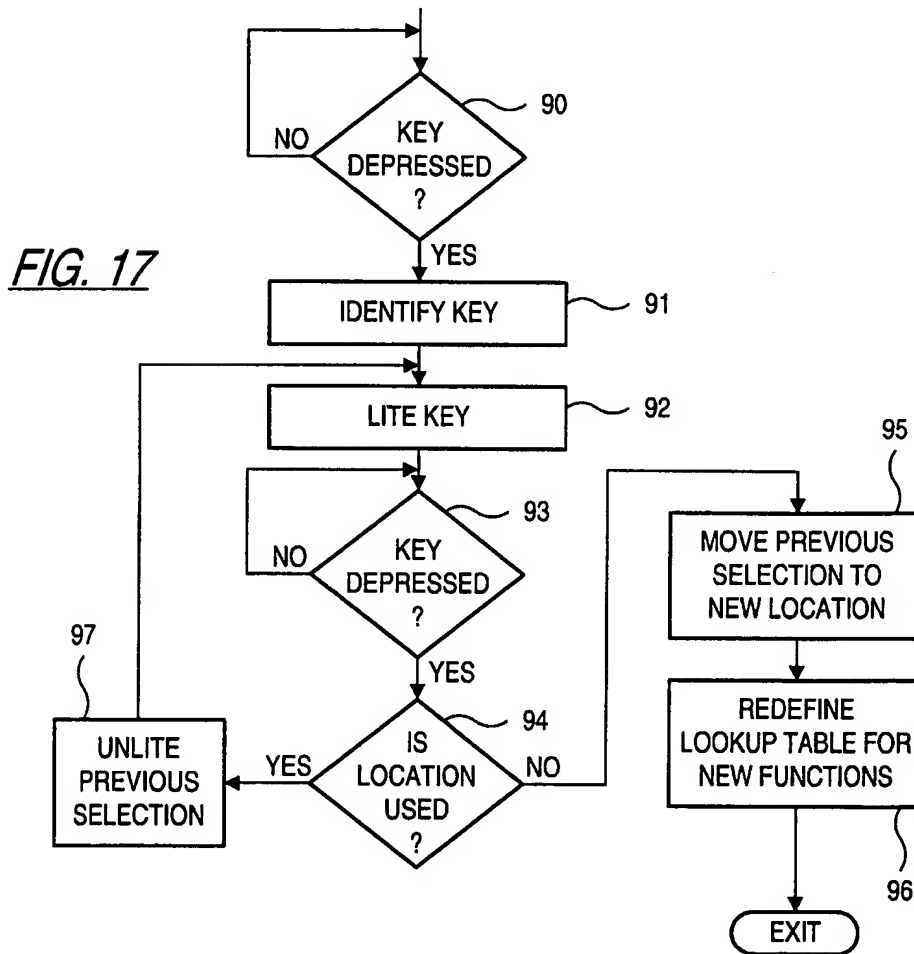 90
KEY
DEPRESSED
?
NO
YES
FIG. 17
IDENTIFY KEY
91
LITE KEY
92
93
KEY
DEPRESSED
?
NO
YES
94
IS
LOCATION
USED
?
YES
NO
97
UNLITE
PREVIOUS
SELECTION
95
MOVE PREVIOUS
SELECTION TO
NEW LOCATION
REDEFINE
LOOKUP TABLE FOR
NEW FUNCTIONS
96
EXIT